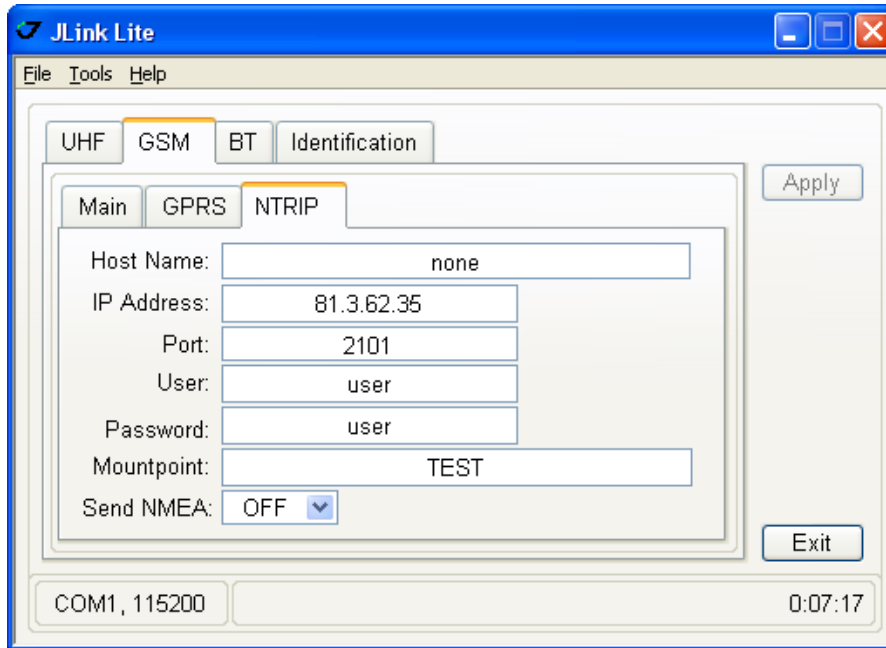 JLink Lite
File Tools Help
UHF GSM BT Identification
Apply
Main GPRS NTRIP
Host Name: none
IP Address: 81.3.62.35
Port: 2101
User: user
Password: user
Mountpoint: TEST
Send NMEA: OFF
Exit
COM1, 115200 0:07:17